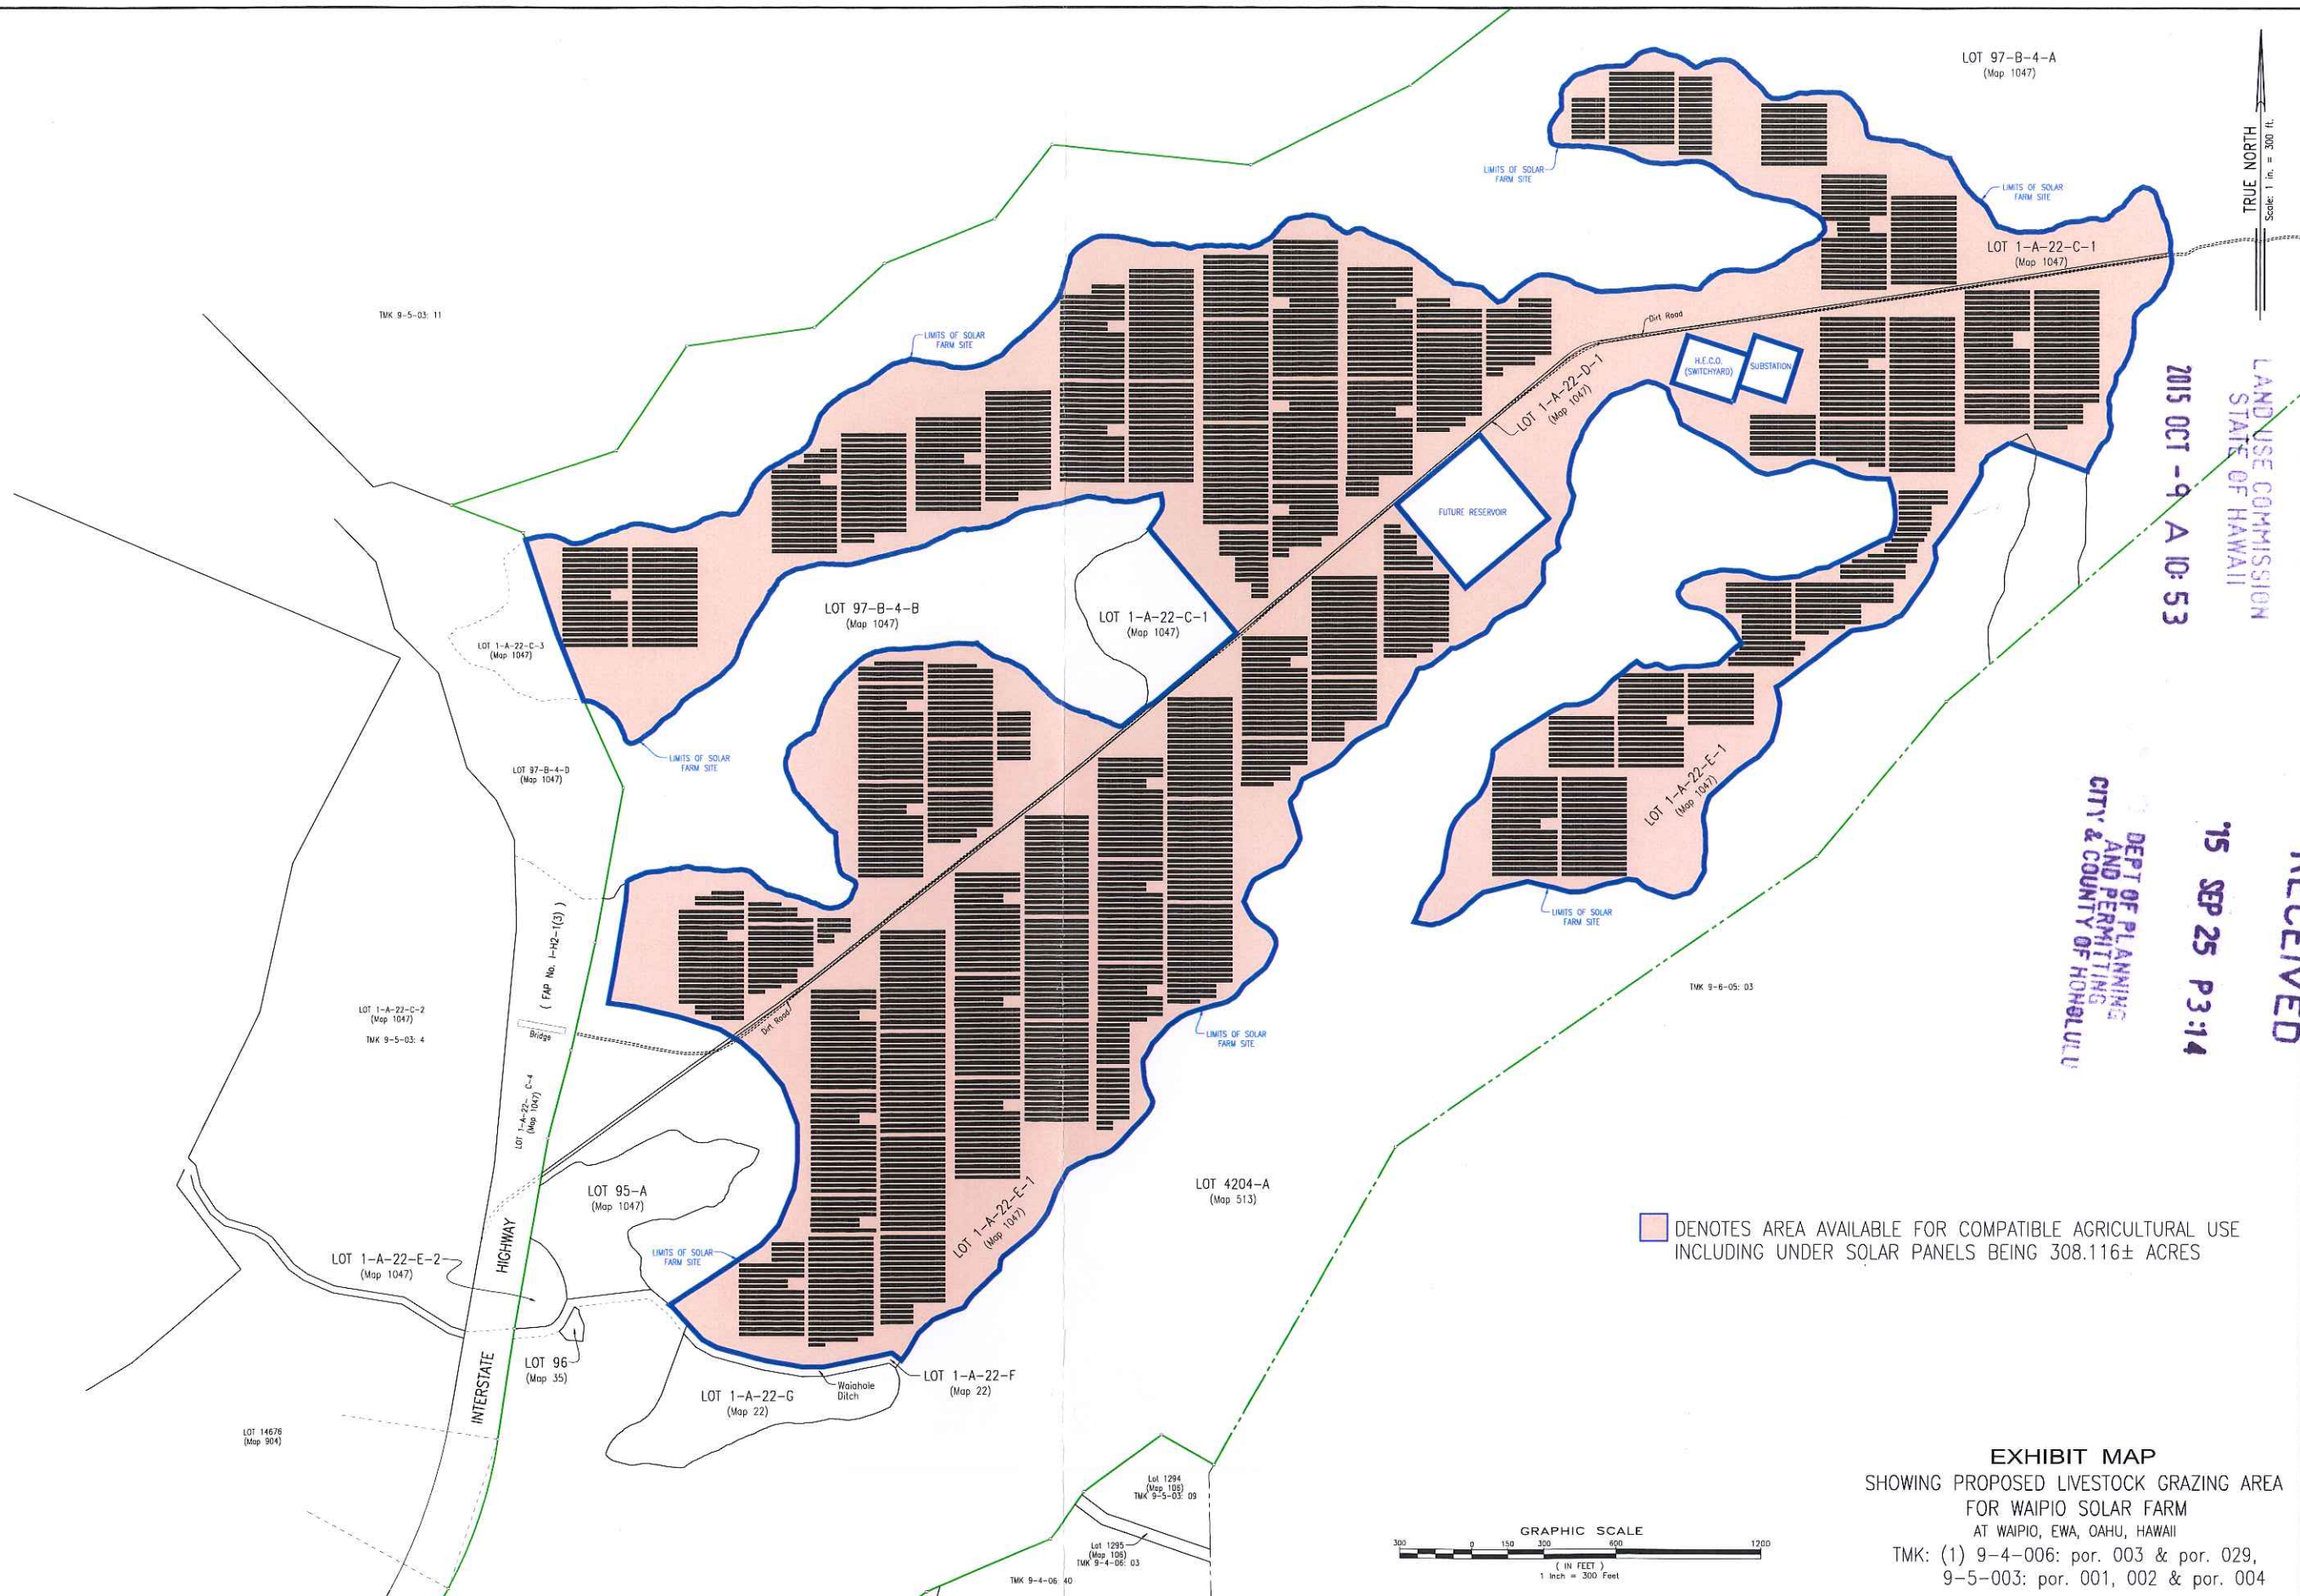 LOT 97-B-4-A
(Map 1047)
TRUE NORTH
Scale: 1 in. = 300 ft.
LIMITS OF SOLAR
FARM SITE
LIMITS OF SOLAR
FARM SITE
LOT 1-A-22-C-1
(Map 1047)
TMK 9-5-03: 11
LIMITS OF SOLAR
FARM SITE
Dirt Road
H.E.C.O.
(SWITCHYARD)
SUBSTATION
LOT 1-A-22-D-1
(Map 1047)
LAND USE COMMISSION
STATE OF HAWAII
2015 OCT -9 A 10: 53
FUTURE RESERVOIR
LOT 97-B-4-B
(Map 1047)
LOT 1-A-22-C-1
(Map 1047)
LOT 1-A-22-C-3
(Map 1047)
LIMITS OF SOLAR
FARM SITE
LOT 97-B-4-D
(Map 1047)
LOT 1-A-22-E-1
(Map 1047)
RECEIVED
'15 SEP 25 P3:14
DEPT OF PLANNING
AND PERMITTING
CITY & COUNTY OF HONOLULU
LIMITS OF SOLAR
FARM SITE
( FAP No. I-H2-1(3) )
TMK 9-6-05: 03
LOT 1-A-22-C-2
(Map 1047)
TMK 9-5-03: 4
Bridge
Dirt Road
LIMITS OF SOLAR
FARM SITE
LOT 1-A-22- C-4
(Map 1047)
LOT 95-A
(Map 1047)
LOT 4204-A
(Map 513)
LOT 1-A-22-E-1
(Map 1047)
LIMITS OF SOLAR
FARM SITE
LOT 1-A-22-E-2
(Map 1047)
INTERSTATE HIGHWAY
DENOTES AREA AVAILABLE FOR COMPATIBLE AGRICULTURAL USE
INCLUDING UNDER SOLAR PANELS BEING 308.116± ACRES
LOT 96
(Map 35)
LOT 1-A-22-G
(Map 22)
Waiahole
Ditch
LOT 1-A-22-F
(Map 22)
LOT 14676
(Map 904)
Lot 1294
(Map 106)
TMK 9-5-03: 09
Lot 1295
(Map 106)
TMK 9-4-06: 03
TMK 9-4-06: 40
GRAPHIC SCALE
300 0 150 300 600 1200
( IN FEET )
1 inch = 300 Feet
EXHIBIT MAP
SHOWING PROPOSED LIVESTOCK GRAZING AREA
FOR WAIPIO SOLAR FARM
AT WAIPIO, EWA, OAHU, HAWAII
TMK: (1) 9-4-006: por. 003 & por. 029,
9-5-003: por. 001, 002 & por. 004